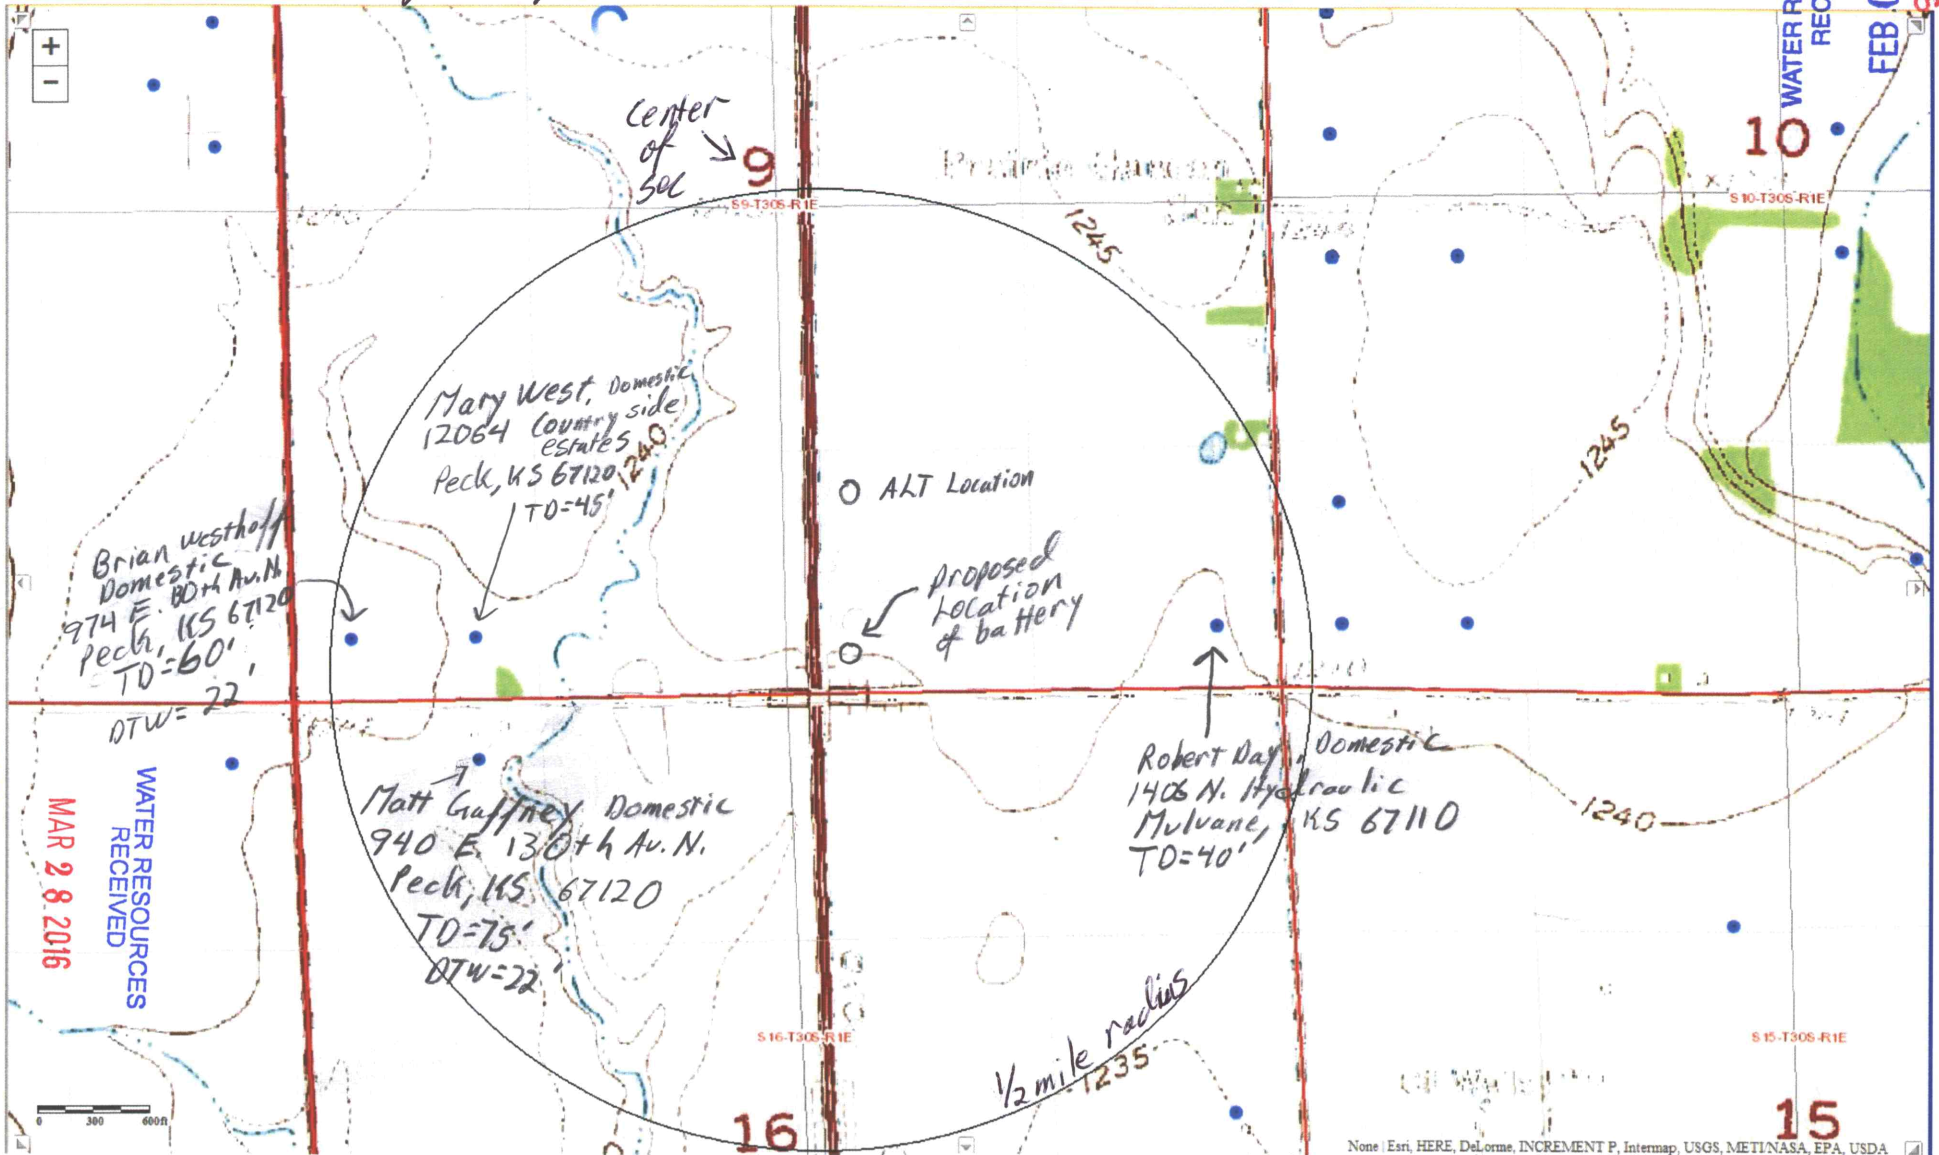 +
-
WATER R
REC
FEB 0
Center
of
sec
9
10
S9-T30S-R1E
S10-T30S-R1E
1245
Mary West, Domestic
12064 Country side
estates
Peck, KS 67120
TD=45'
1240
1245
ALT Location
Brian Westhoff
Domestic
974 E. 130th Av. N.
Peck, KS 67120
TD=60'
DTW=22'
Proposed
Location
of battery
Matt Gaffney Domestic
940 E. 130th Av. N.
Peck, KS 67120
TD=75'
DTW=22'
Robert Day, Domestic
1406 N. Hydraulic
Mulvane, KS 67110
TD=40'
1240
WATER RESOURCES
RECEIVED
MAR 28 2016
S16-T30S-R1E
S15-T30S-R1E
1/2 mile radius
1235
16
15
0 300 600ft
None | Esri, HERE, DeLorme, INCREMENT P, Intermap, USGS, METI/NASA, EPA, USDA